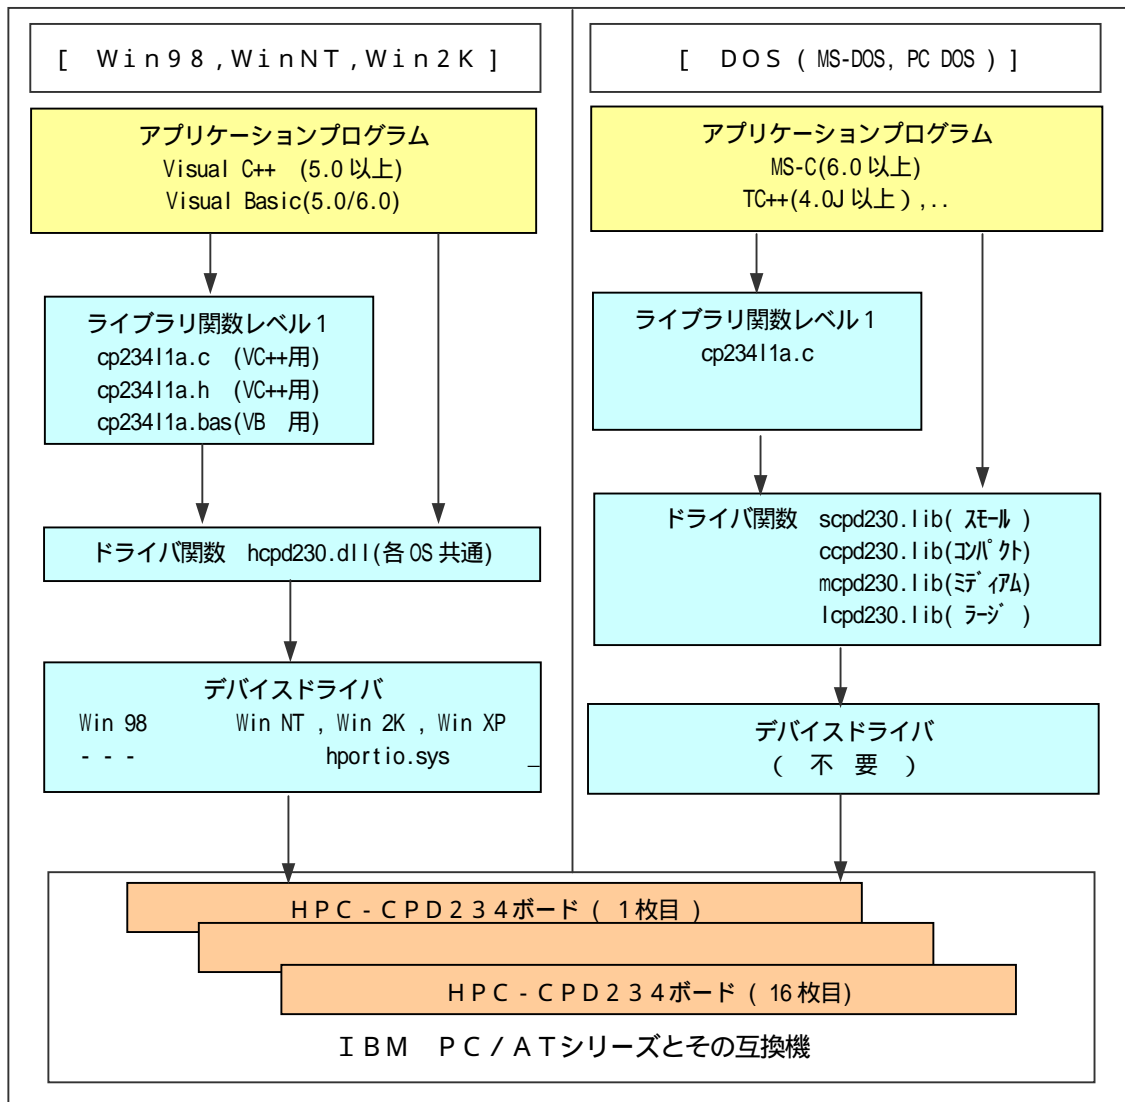 [ Win98,WinNT,Win2K ]
アプリケーションプログラム
Visual C++ (5.0 以上)
Visual Basic(5.0/6.0)
ライブラリ関数レベル1
cp234l1a.c (VC++用)
cp234l1a.h (VC++用)
cp234l1a.bas(VB 用)
ドライバ関数 hcpd230.dll(各 OS 共通)
デバイスドライバ
Win 98 Win NT , Win 2K , Win XP
- - - hportio.sys _
[ DOS ( MS-DOS, PC DOS ) ]
アプリケーションプログラム
MS-C(6.0 以上)
TC++(4.0J 以上 ) ,..
ライブラリ関数レベル1
cp234l1a.c
ドライバ関数 scpd230.lib( スモール )
ccpd230.lib(コンパクト)
mcpd230.lib(ミディアム)
lcpd230.lib( ラージ )
デバイスドライバ
( 不 要 )
HPC-CPD234ボード ( 1枚目 )
HPC-CPD234ボード ( 16 枚目)
IBM PC/ATシリーズとその互換機